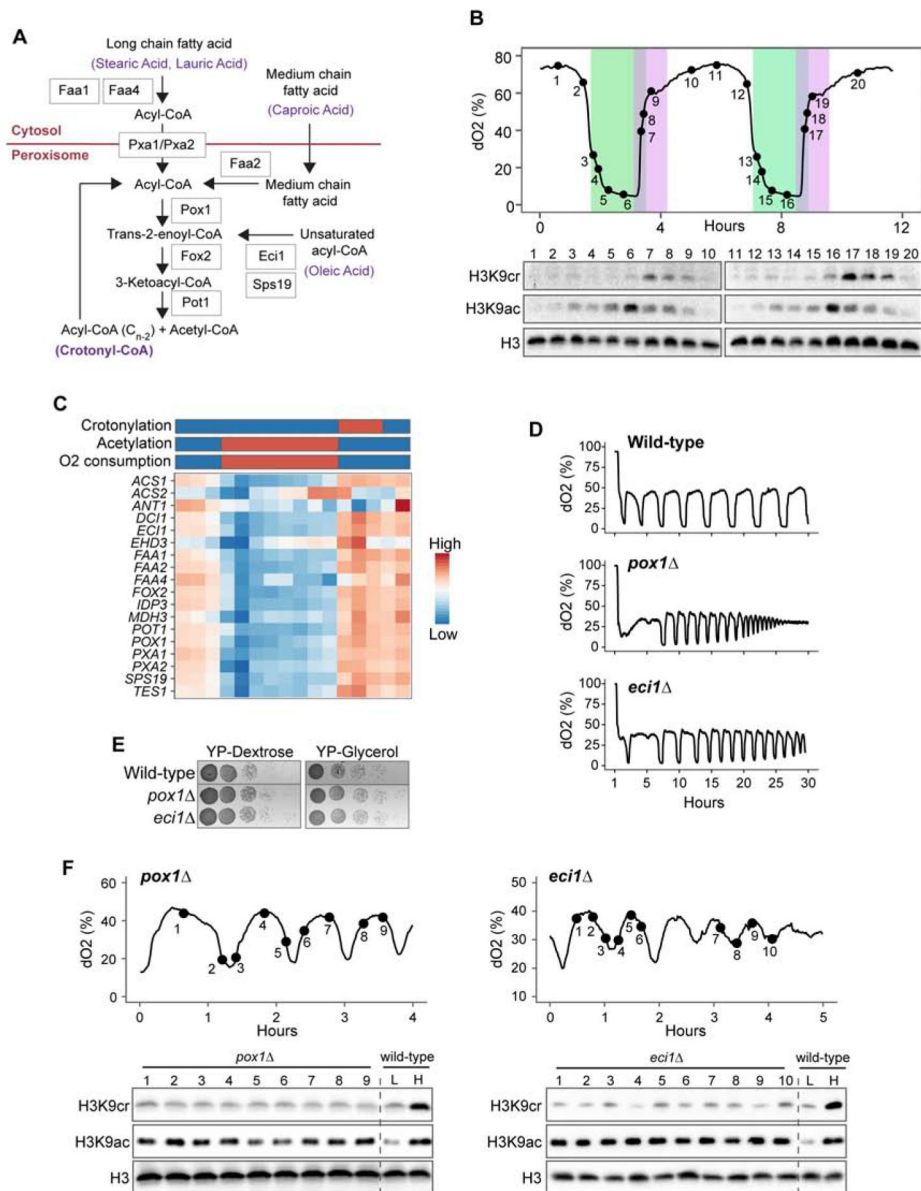 A
Long chain fatty acid
(Stearic Acid, Lauric Acid)
Faa1 Faa4
Medium chain
fatty acid
(Caproic Acid)
Acyl-CoA
Cytosol
Peroxisome
Pxa1/Pxa2
Faa2
Acyl-CoA
Medium chain
fatty acid
Pox1
Trans-2-enoyl-CoA
Unsaturated
acyl-CoA
(Oleic Acid)
Fox2
Eci1
Sps19
3-Ketoacyl-CoA
Pot1
Acyl-CoA (Cn-2) + Acetyl-CoA
(Crotonyl-CoA)
B
dO2 (%)
80
60
40
20
0
1 2 3 4 5 6 7 8 9 10 11 12 13 14 15 16 17 18 19 20
0 4 8 12
Hours
1 2 3 4 5 6 7 8 9 10 11 12 13 14 15 16 17 18 19 20
H3K9cr
H3K9ac
H3
C
Crotonylation
Acetylation
O2 consumption
ACS1
ACS2
ANT1
DCI1
ECI1
EHD3
FAA1
FAA2
FAA4
FOX2
IDP3
MDH3
POT1
POX1
PXA1
PXA2
SPS19
TES1
High
Low
D
Wild-type
dO2 (%)
100
75
50
25
0
pox1Δ
dO2 (%)
100
75
50
25
0
eci1Δ
dO2 (%)
100
75
50
25
0
1 5 10 15 20 25 30
Hours
E
YP-Dextrose YP-Glycerol
Wild-type
pox1Δ
eci1Δ
F
pox1Δ
dO2 (%)
60
40
20
0
1 2 3 4 5 6 7 8 9
0 1 2 3 4
Hours
pox1Δ wild-type
1 2 3 4 5 6 7 8 9 L H
H3K9cr
H3K9ac
H3
eci1Δ
dO2 (%)
50
40
30
20
10
1 2 3 4 5 6 7 8 9 10
0 1 2 3 4 5
Hours
eci1Δ wild-type
1 2 3 4 5 6 7 8 9 10 L H
H3K9cr
H3K9ac
H3